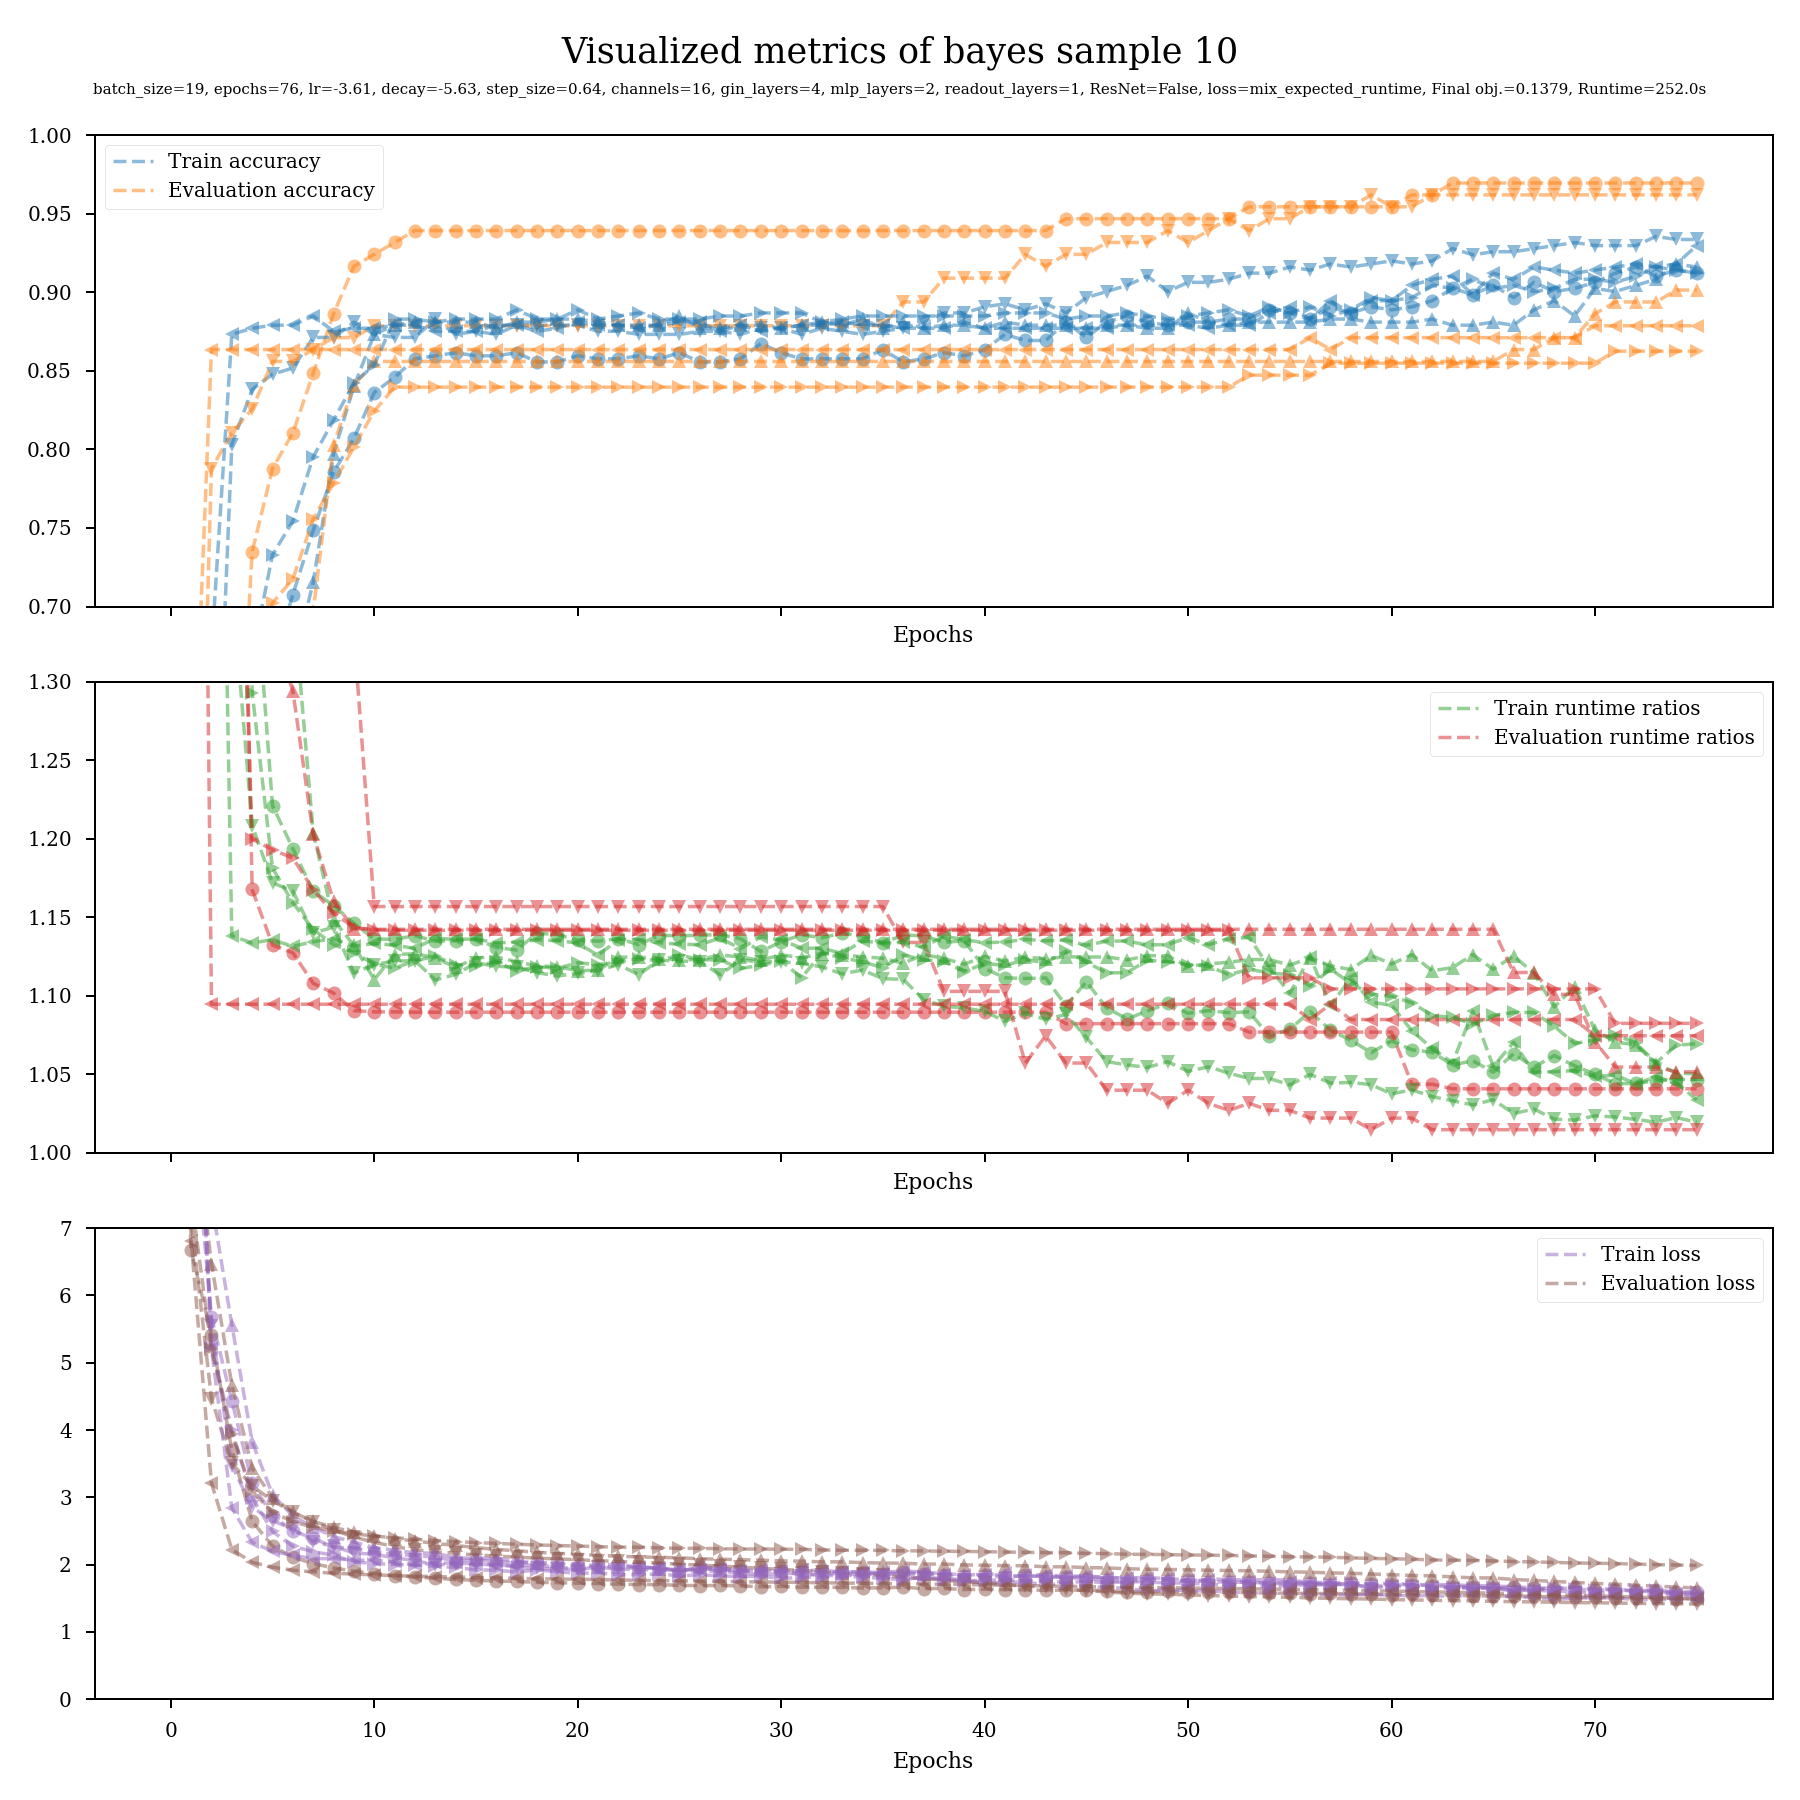 Visualized metrics of bayes sample 10
batch_size=19, epochs=76, lr=-3.61, decay=-5.63, step_size=0.64, channels=16, gin_layers=4, mlp_layers=2, readout_layers=1, ResNet=False, loss=mix_expected_runtime, Final obj.=0.1379, Runtime=252.0s
1.00
0.95
0.90
0.85
0.80
0.75
0.70
Train accuracy
Evaluation accuracy
Epochs
1.30
1.25
1.20
1.15
1.10
1.05
1.00
Train runtime ratios
Evaluation runtime ratios
Epochs
7
6
5
4
3
2
1
0
Train loss
Evaluation loss
0 10 20 30 40 50 60 70
Epochs